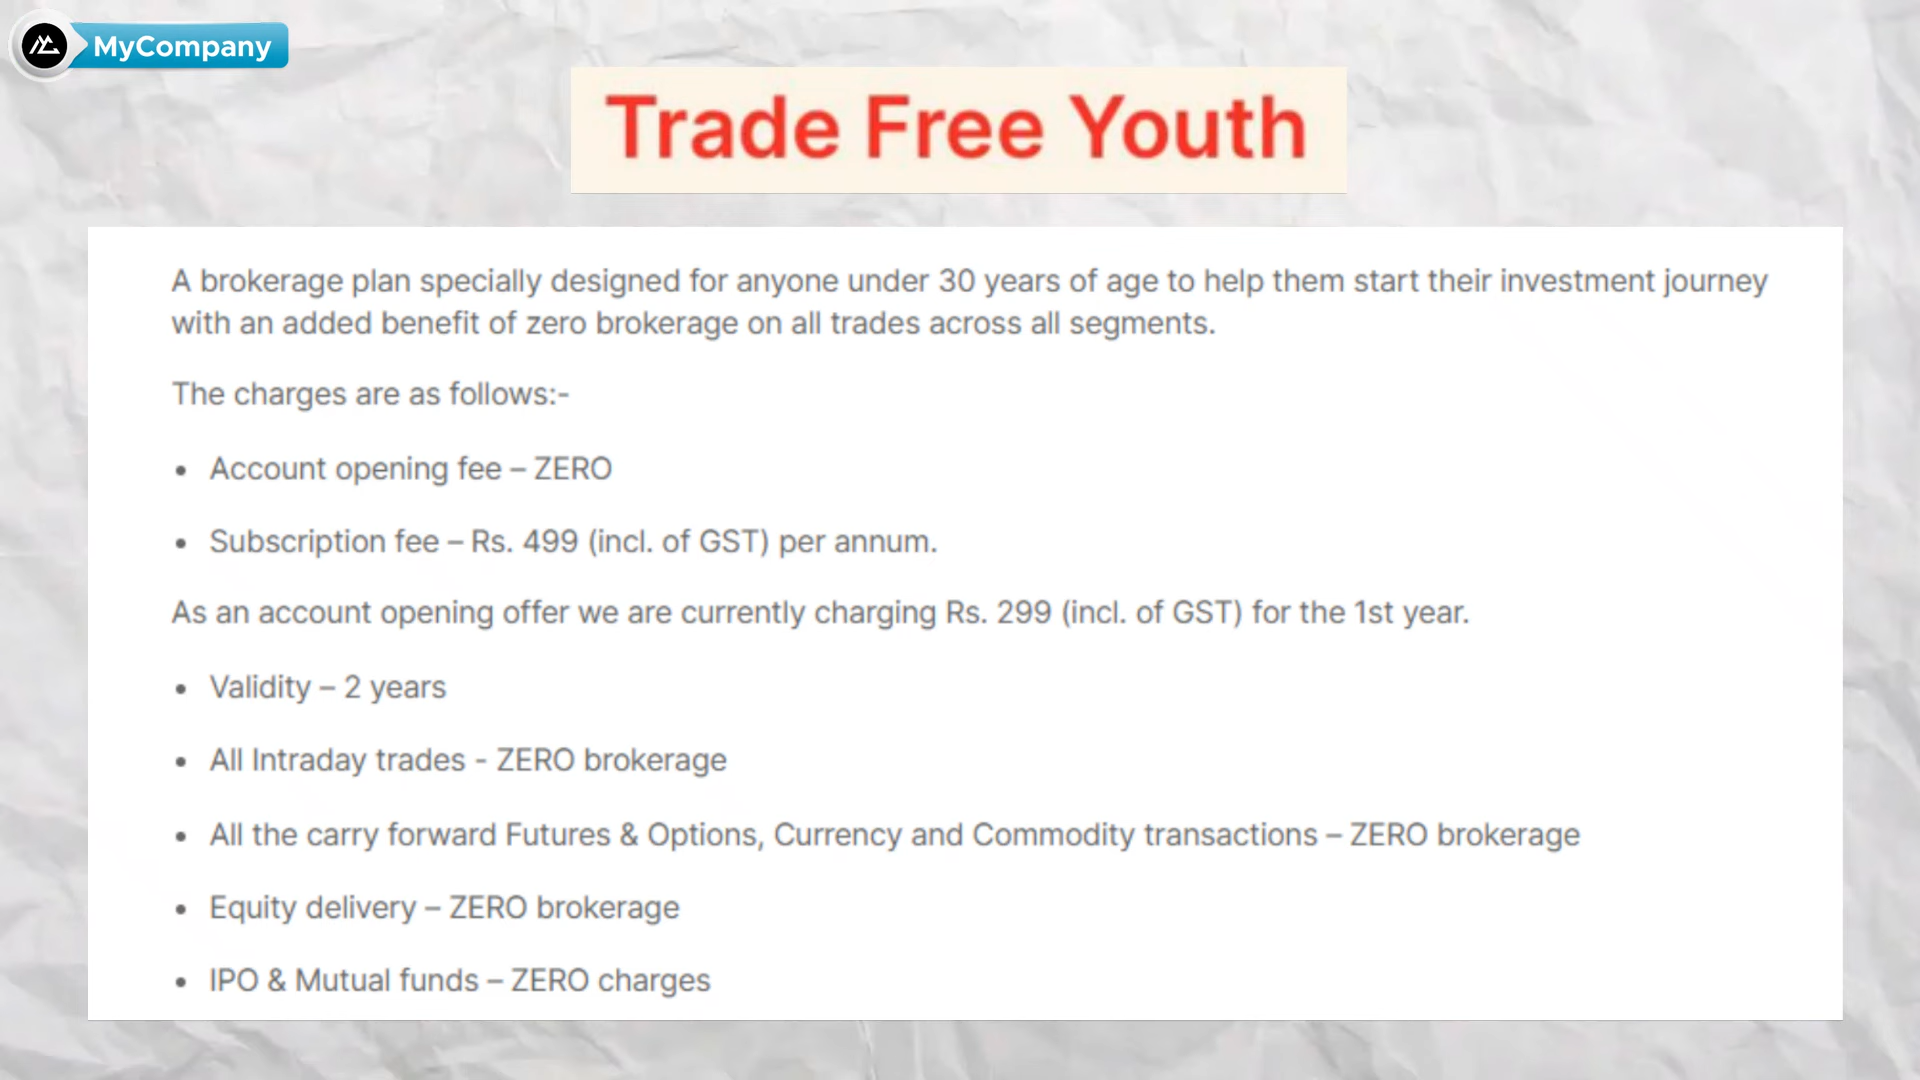 MyCompany
Trade Free Youth
A brokerage plan specially designed for anyone under 30 years of age to help them start their investment journey
with an added benefit of zero brokerage on all trades across all segments.
The charges are as follows:-
• Account opening fee – ZERO
• Subscription fee – Rs. 499 (incl. of GST) per annum.
As an account opening offer we are currently charging Rs. 299 (incl. of GST) for the 1st year.
• Validity – 2 years
• All Intraday trades - ZERO brokerage
• All the carry forward Futures & Options, Currency and Commodity transactions – ZERO brokerage
• Equity delivery – ZERO brokerage
• IPO & Mutual funds – ZERO charges